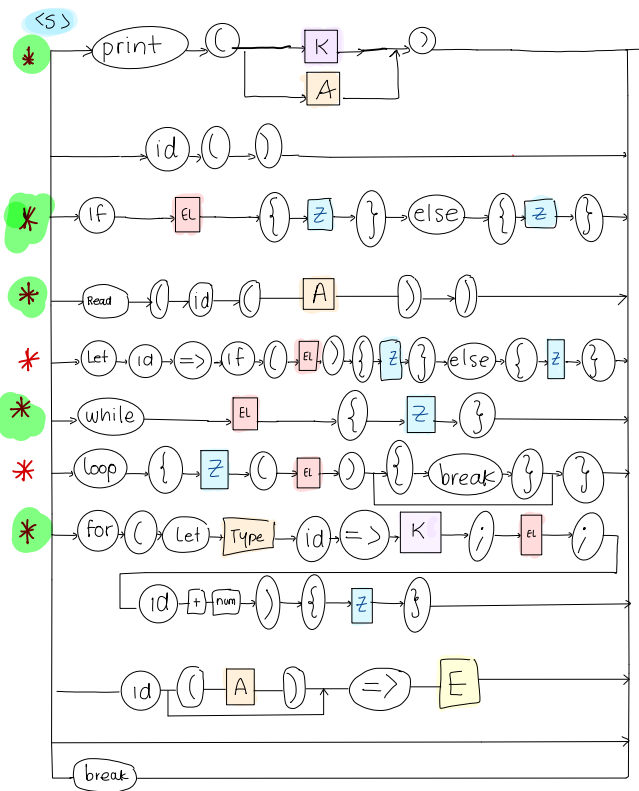 <S>
* print ( K )
A
id ( )
* if EL { Z } else { Z }
* Read ( id ( A ) )
* Let id => if ( EL ) { Z } else { Z }
* while EL { Z }
* loop { Z ( EL ) { break } }
* for ( Let Type id => K ; EL ;
id + num ) { Z }
id ( A ) => E
break